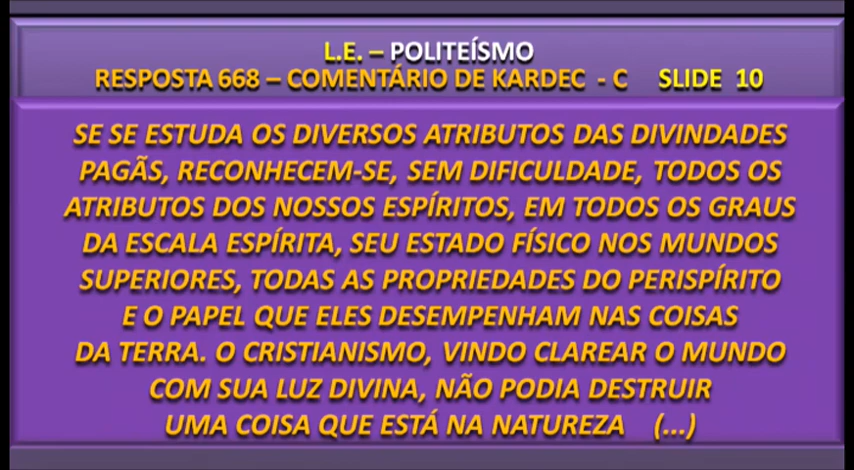 L.E. – POLITEÍSMO
RESPOSTA 668 – COMENTÁRIO DE KARDEC - C SLIDE 10
SE SE ESTUDA OS DIVERSOS ATRIBUTOS DAS DIVINDADES
PAGÃS, RECONHECEM-SE, SEM DIFICULDADE, TODOS OS
ATRIBUTOS DOS NOSSOS ESPÍRITOS, EM TODOS OS GRAUS
DA ESCALA ESPÍRITA, SEU ESTADO FÍSICO NOS MUNDOS
SUPERIORES, TODAS AS PROPRIEDADES DO PERISPÍRITO
E O PAPEL QUE ELES DESEMPENHAM NAS COISAS
DA TERRA. O CRISTIANISMO, VINDO CLAREAR O MUNDO
COM SUA LUZ DIVINA, NÃO PODIA DESTRUIR
UMA COISA QUE ESTÁ NA NATUREZA (...)